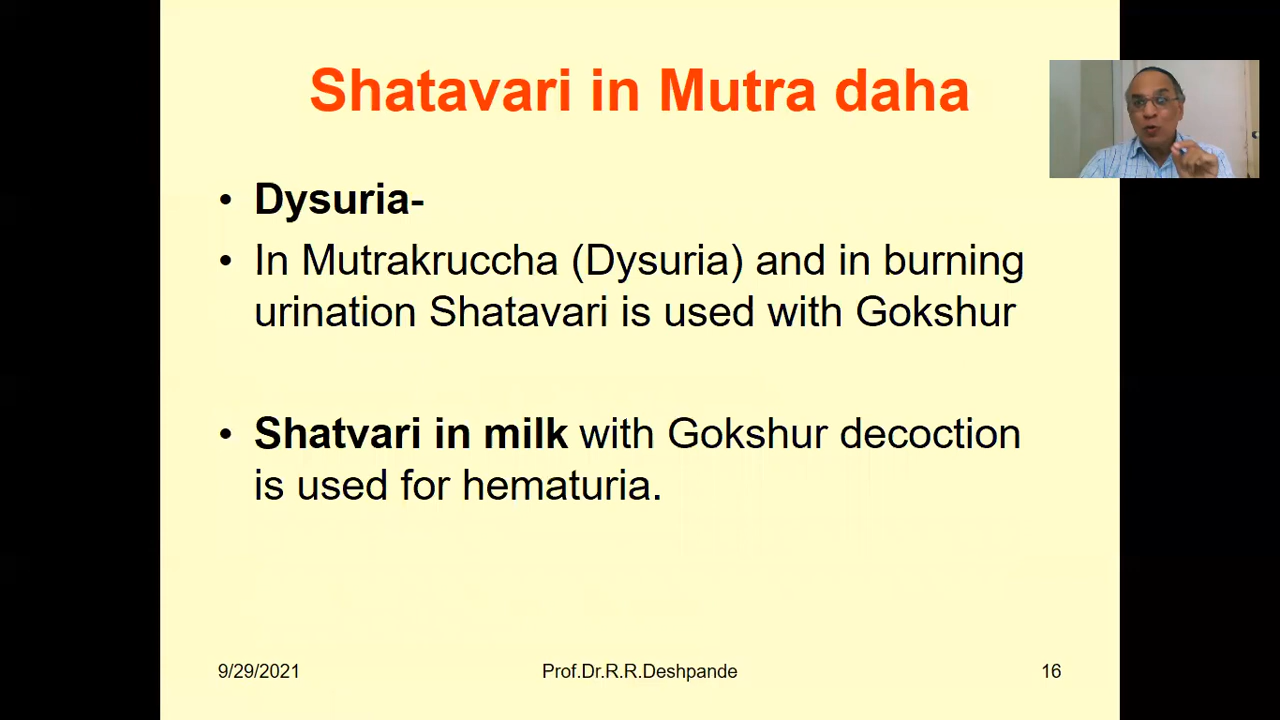 Shatavari in Mutra daha
• Dysuria-
• In Mutrakruccha (Dysuria) and in burning
urination Shatavari is used with Gokshur
• Shatvari in milk with Gokshur decoction
is used for hematuria.
9/29/2021 Prof.Dr.R.R.Deshpande 16